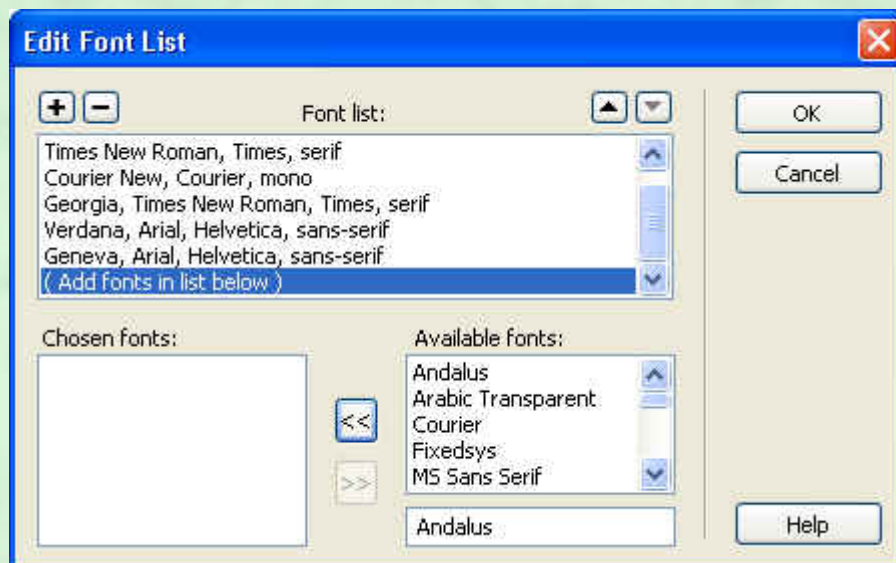 Edit Font List
Font list:
Times New Roman, Times, serif
Courier New, Courier, mono
Georgia, Times New Roman, Times, serif
Verdana, Arial, Helvetica, sans-serif
Geneva, Arial, Helvetica, sans-serif
( Add fonts in list below )
OK
Cancel
Chosen fonts:
<<
>>
Available fonts:
Andalus
Arabic Transparent
Courier
Fixedsys
MS Sans Serif
Andalus
Help